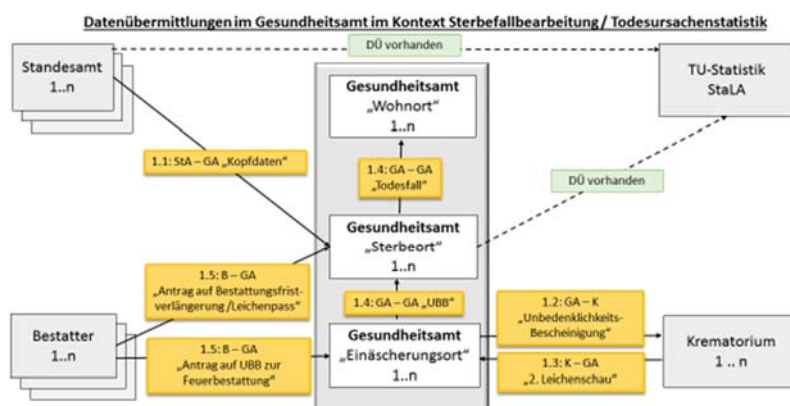 Datenübermittlungen im Gesundheitsamt im Kontext Sterbefallbearbeitung / Todesursachenstatistik
DÜ vorhanden
Standesamt
1..n
Gesundheitsamt
„Wohnort“
1..n
TU-Statistik
StaLA
1.1: StA – GA „Kopfdaten“
1.4: GA – GA
„Todesfall“
DÜ vorhanden
Gesundheitsamt
„Sterbeort“
1..n
1.5: B – GA
„Antrag auf Bestattungsfrist-
verlängerung /Leichenpass“
1.4: GA – GA „UBB“
1.2: GA – K
„Unbedenklichkeits-
Bescheinigung“
Bestatter
1..n
1.5: B – GA
„Antrag auf UBB zur
Feuerbestattung“
Gesundheitsamt
„Einäscherungsort“
1..n
1.3: K – GA
„2. Leichenschau“
Krematorium
1 .. n